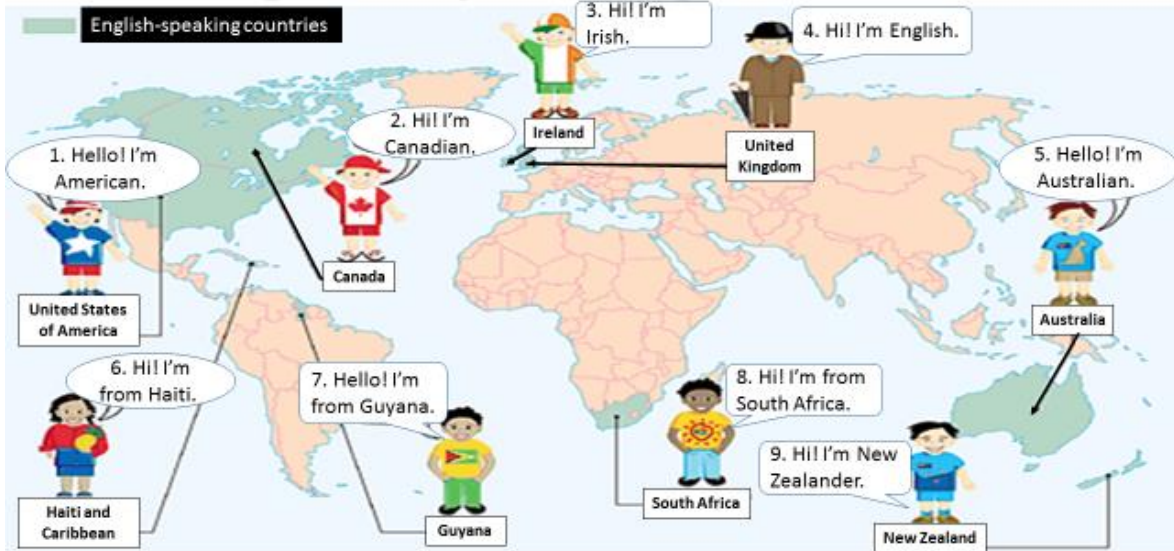 English-speaking countries
3. Hi! I'm
Irish.
4. Hi! I'm English.
Ireland
United
Kingdom
2. Hi! I'm
Canadian.
1. Hello! I'm
American.
5. Hello! I'm
Australian.
Canada
United States
of America
Australia
6. Hi! I'm
from Haiti.
7. Hello! I'm
from Guyana.
8. Hi! I'm from
South Africa.
9. Hi! I'm New
Zealander.
Haiti and
Caribbean
Guyana
South Africa
New Zealand